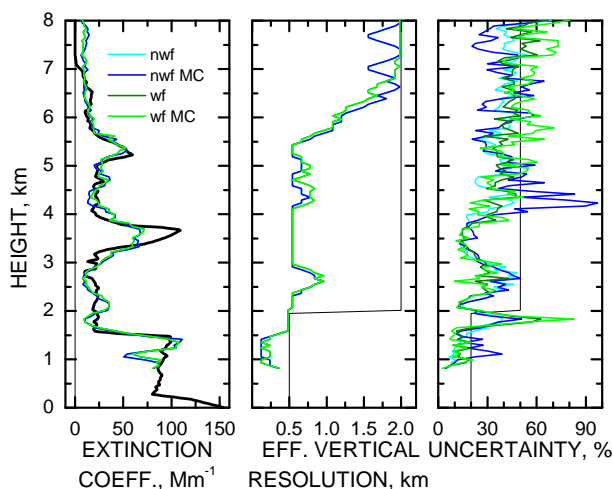 8
7
6
5
4
3
2
1
0
HEIGHT, km
nwf
nwf MC
wf
wf MC
0 50 100 150
0.5 1.0 1.5 2.0
30 60 90
EXTINCTION
COEFF., Mm⁻¹
EFF. VERTICAL
RESOLUTION, km
UNCERTAINTY, %